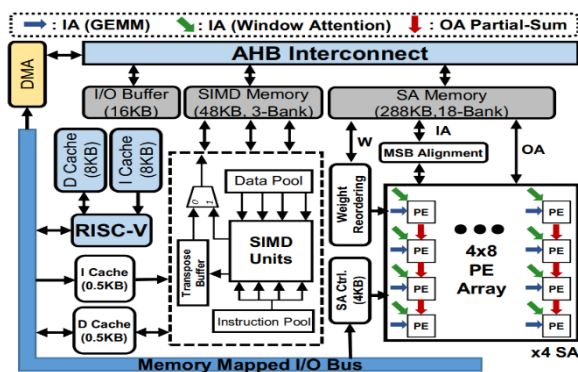 : IA (GEMM) : IA (Window Attention) : OA Partial-Sum
DMA
AHB Interconnect
I/O Buffer
(16KB)
SIMD Memory
(48KB, 3-Bank)
SA Memory
(288KB,18-Bank)
D Cache
(8KB)
I Cache
(8KB)
RISC-V
I Cache
(0.5KB)
D Cache
(0.5KB)
0 1
Transpose
Buffer
Data Pool
SIMD
Units
Instruction Pool
W
IA
OA
MSB Alignment
Weight
Reordering
SA Ctrl.
(4KB)
PE PE
PE PE
PE PE
PE PE
4x8
PE
Array
x4 SA
Memory Mapped I/O Bus